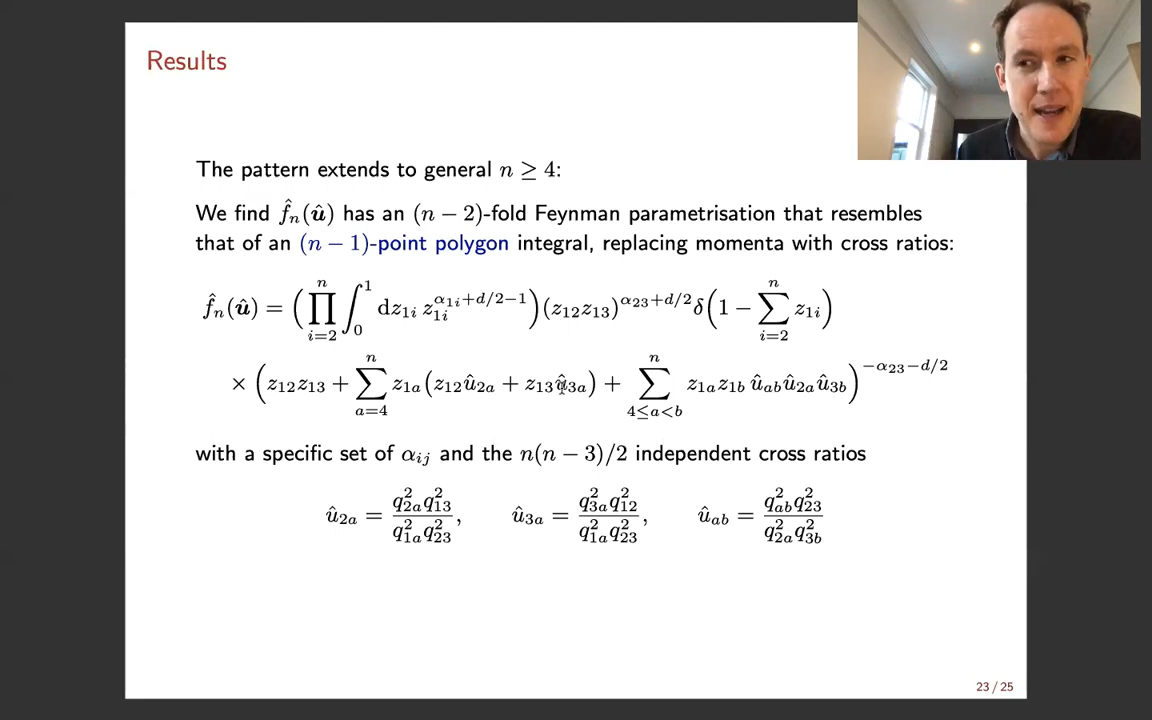 Results
The pattern extends to general n ≥ 4:
We find f̂ₙ(û) has an (n − 2)-fold Feynman parametrisation that resembles
that of an (n − 1)-point polygon integral, replacing momenta with cross ratios:
f̂_n(û) = (∏_{i=2}^{n} ∫_0^1 dz_{1i} z_{1i}^{α_{1i}+d/2−1})(z_{12}z_{13})^{α_{23}+d/2} δ(1 − ∑_{i=2}^{n} z_{1i})
× (z_{12}z_{13} + ∑_{a=4}^{n} z_{1a}(z_{12}û_{2a} + z_{13}û_{3a}) + ∑_{4≤a<b}^{n} z_{1a}z_{1b} û_{ab}û_{2a}û_{3b})^{−α_{23}−d/2}
with a specific set of α_{ij} and the n(n − 3)/2 independent cross ratios
û_{2a} = \frac{q_{2a}^2 q_{13}^2}{q_{1a}^2 q_{23}^2}, û_{3a} = \frac{q_{3a}^2 q_{12}^2}{q_{1a}^2 q_{23}^2}, û_{ab} = \frac{q_{ab}^2 q_{23}^2}{q_{2a}^2 q_{3b}^2}
23 / 25